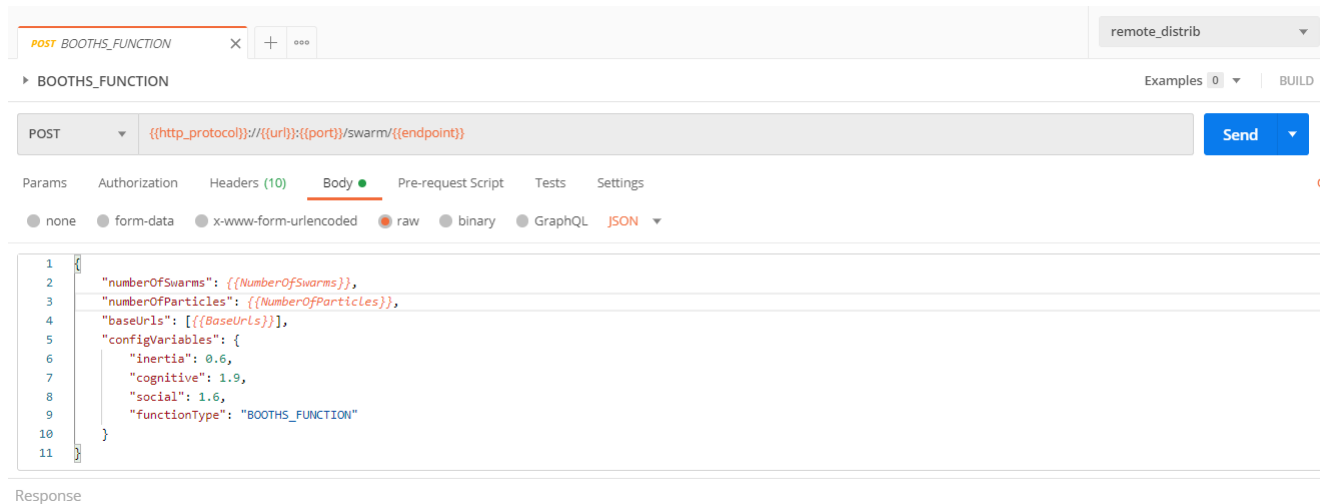 POST BOOTHS_FUNCTION
remote_distrib
BOOTHS_FUNCTION Examples 0 BUILD
POST {{http_protocol}}://{{url}}:{{port}}/swarm/{{endpoint}} Send
Params Authorization Headers (10) Body Pre-request Script Tests Settings
none form-data x-www-form-urlencoded raw binary GraphQL JSON
1 {
2 "numberOfSwarms": {{NumberOfSwarms}},
3 "numberOfParticles": {{NumberOfParticles}},
4 "baseUrls": [{{BaseUrls}}],
5 "configVariables": {
6 "inertia": 0.6,
7 "cognitive": 1.9,
8 "social": 1.6,
9 "functionType": "BOOTHS_FUNCTION"
10 }
11 }
Response